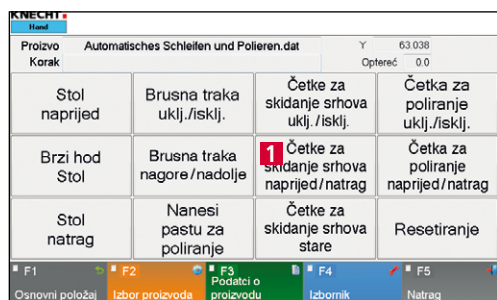 KNECHT
Hand
Proizvo Automatisches Schleifen und Polieren.dat Y 63.038
Korak Optereć 0.0
Stol
naprijed
Brusna traka
uklj./isklj.
Četke za
skidanje srhova
uklj./isklj.
Četka za
poliranje
uklj./isklj.
Brzi hod
Stol
Brusna traka
nagore/nadolje
1
Četke za
skidanje srhova
naprijed/natrag
Četka za
poliranje
naprijed/natrag
Stol
natrag
Nanesi
pastu za
poliranje
Četke za
skidanje srhova
stare
Resetiranje
F1
Osnovni položaj
F2
Izbor proizvoda
F3
Podatci o
proizvodu
F4
Izbornik
F5
Natrag